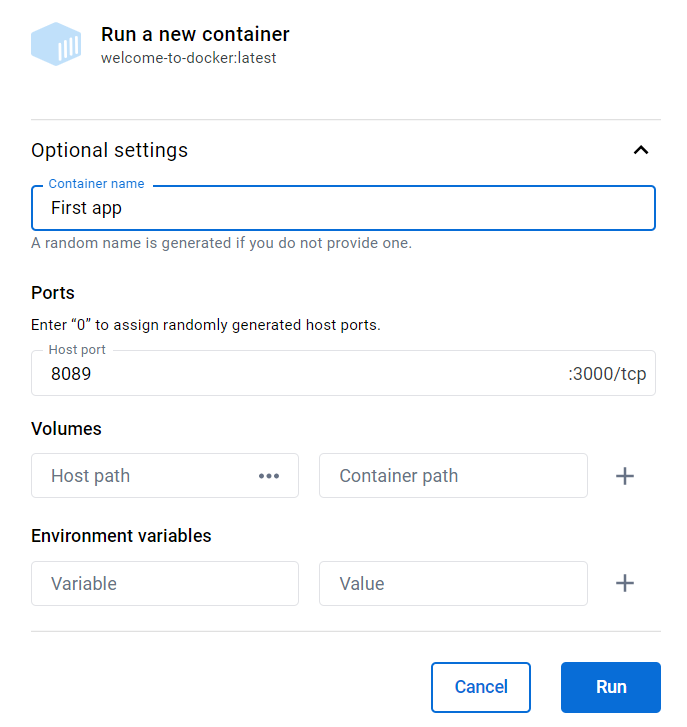 Run a new container
welcome-to-docker:latest
Optional settings
Container name
First app
A random name is generated if you do not provide one.
Ports
Enter “0” to assign randomly generated host ports.
Host port
8089 :3000/tcp
Volumes
Host path ••• Container path +
Environment variables
Variable Value +
Cancel Run